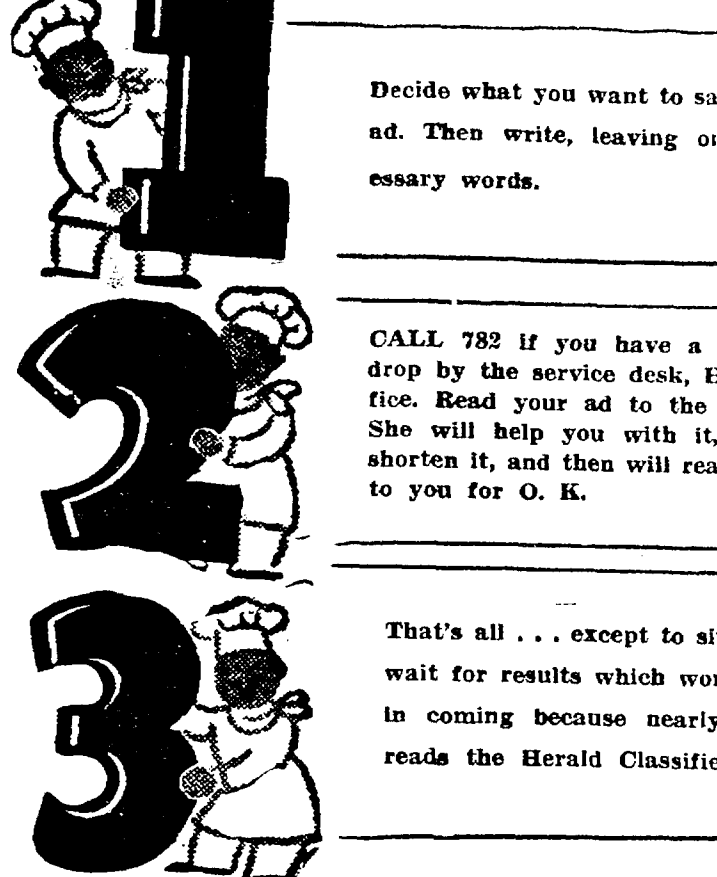 1
Decide what you want to sa
ad. Then write, leaving
essary words.
2
CALL 782 if you have a
drop by the service desk,
fice. Read your ad to the
She will help you with it,
shorten it, and then will rea
to you for O. K.
3
That's all . . . except to si
wait for results which wo
in coming because nearly
reads the Herald Classifie